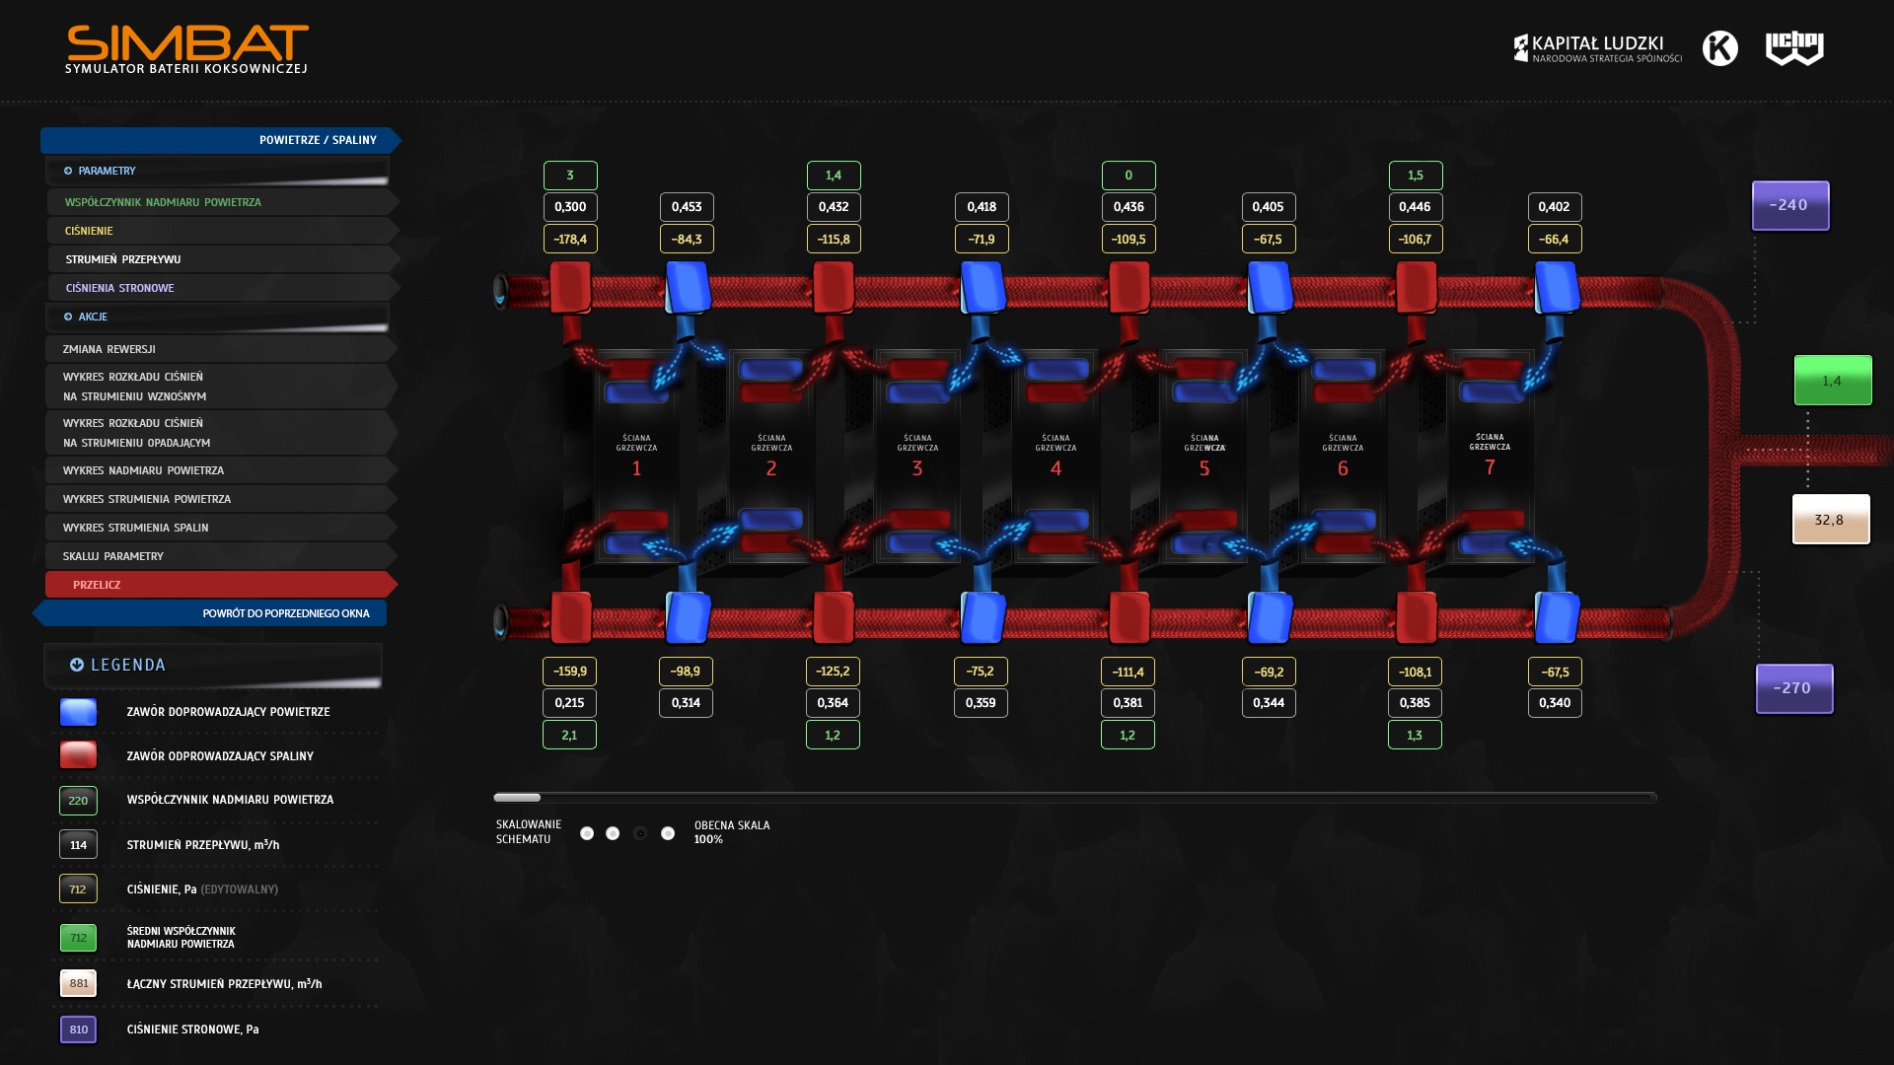 SIMBAT
SYMULATOR BATERII KOKSOWNICZEJ
KAPITAŁ LUDZKI
NARODOWA STRATEGIA SPÓJNOŚCI
iK
ichpw
POWIETRZE / SPALINY
PARAMETRY
WSPÓŁCZYNNIK NADMIARU POWIETRZA
CIŚNIENIE
STRUMIEŃ PRZEPŁYWU
CIŚNIENIA STRONOWE
AKCJE
ZMIANA REWERSJI
WYKRES ROZKŁADU CIŚNIEŃ
NA STRUMIENIU WZNOŚNYM
WYKRES ROZKŁADU CIŚNIEŃ
NA STRUMIENIU OPADAJĄCYM
WYKRES NADMIARU POWIETRZA
WYKRES STRUMIENIA POWIETRZA
WYKRES STRUMIENIA SPALIN
SKALUJ PARAMETRY
PRZELICZ
POWRÓT DO POPRZEDNIEGO OKNA
LEGENDA
ZAWÓR DOPROWADZAJĄCY POWIETRZE
ZAWÓR ODPROWADZAJĄCY SPALINY
220 WSPÓŁCZYNNIK NADMIARU POWIETRZA
114 STRUMIEŃ PRZEPŁYWU, m³/h
712 CIŚNIENIE, Pa (EDYTOWALNY)
712 ŚREDNI WSPÓŁCZYNNIK
NADMIARU POWIETRZA
881 ŁĄCZNY STRUMIEŃ PRZEPŁYWU, m³/h
810 CIŚNIENIE STRONOWE, Pa
3 1,4 0 1,5
0,300 0,453 0,432 0,418 0,436 0,405 0,446 0,402
-178,4 -84,3 -115,8 -71,9 -109,5 -67,5 -106,7 -66,4
-240
1,4
32,8
-270
ŚCIANA
GRZEWCZA
1
ŚCIANA
GRZEWCZA
2
ŚCIANA
GRZEWCZA
3
ŚCIANA
GRZEWCZA
4
ŚCIANA
GRZEWCZA
5
ŚCIANA
GRZEWCZA
6
ŚCIANA
GRZEWCZA
7
-159,9 -98,9 -125,2 -75,2 -111,4 -69,2 -108,1 -67,5
0,215 0,314 0,364 0,359 0,381 0,344 0,385 0,340
2,1 1,2 1,2 1,3
SKALOWANIE
SCHEMATU
OBECNA SKALA
100%